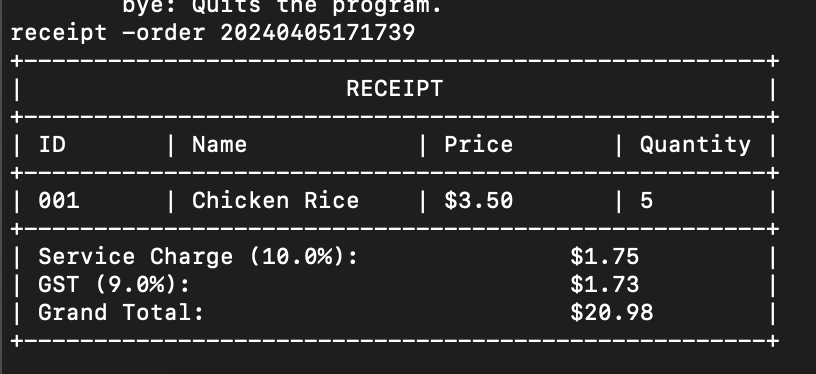 bye: Quits the program.
receipt -order 20240405171739
+-----------------------------------------------------+
|                       RECEIPT                       |
+-----------------------------------------------------+
| ID       | Name           | Price       | Quantity |
+-----------------------------------------------------+
| 001      | Chicken Rice   | $3.50       | 5        |
+-----------------------------------------------------+
| Service Charge (10.0%):               $1.75         |
| GST (9.0%):                           $1.73         |
| Grand Total:                          $20.98        |
+-----------------------------------------------------+